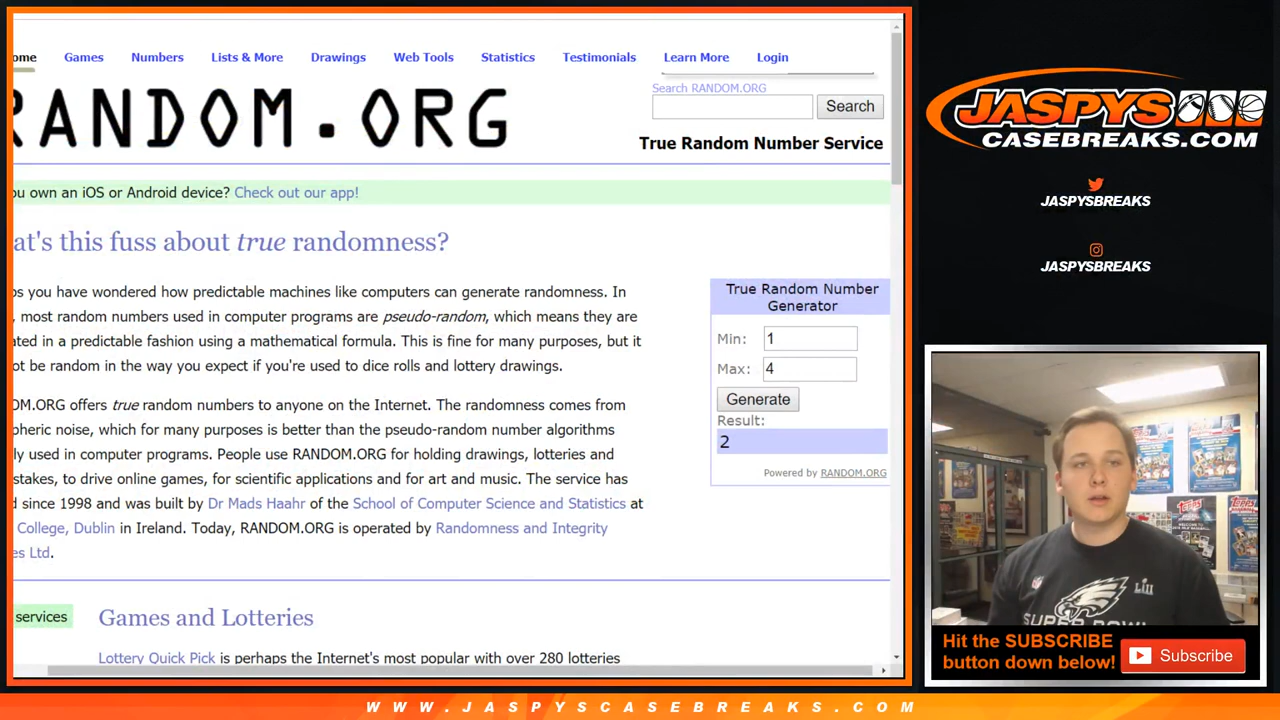 ome Games Numbers Lists & More Drawings Web Tools Statistics Testimonials Learn More Login
RANDOM.ORG
Search RANDOM.ORG
Search
True Random Number Service
ou own an iOS or Android device? Check out our app!
at's this fuss about true randomness?
ps you have wondered how predictable machines like computers can generate randomness. In
, most random numbers used in computer programs are pseudo-random, which means they are
ated in a predictable fashion using a mathematical formula. This is fine for many purposes, but it
ot be random in the way you expect if you're used to dice rolls and lottery drawings.
OM.ORG offers true random numbers to anyone on the Internet. The randomness comes from
pheric noise, which for many purposes is better than the pseudo-random number algorithms
ly used in computer programs. People use RANDOM.ORG for holding drawings, lotteries and
stakes, to drive online games, for scientific applications and for art and music. The service has
d since 1998 and was built by Dr Mads Haahr of the School of Computer Science and Statistics at
College, Dublin in Ireland. Today, RANDOM.ORG is operated by Randomness and Integrity
es Ltd.
True Random Number
Generator
Min: 1
Max: 4
Generate
Result:
2
Powered by RANDOM.ORG
services
Games and Lotteries
Lottery Quick Pick is perhaps the Internet's most popular with over 280 lotteries
JASPYS
CASEBREAKS.COM
JASPYSBREAKS
JASPYSBREAKS
TOPPS
TOPPS
LII
SUPER BOWL
Hit the SUBSCRIBE
button down below!
Subscribe
WWW.JASPYSCASEBREAKS.COM